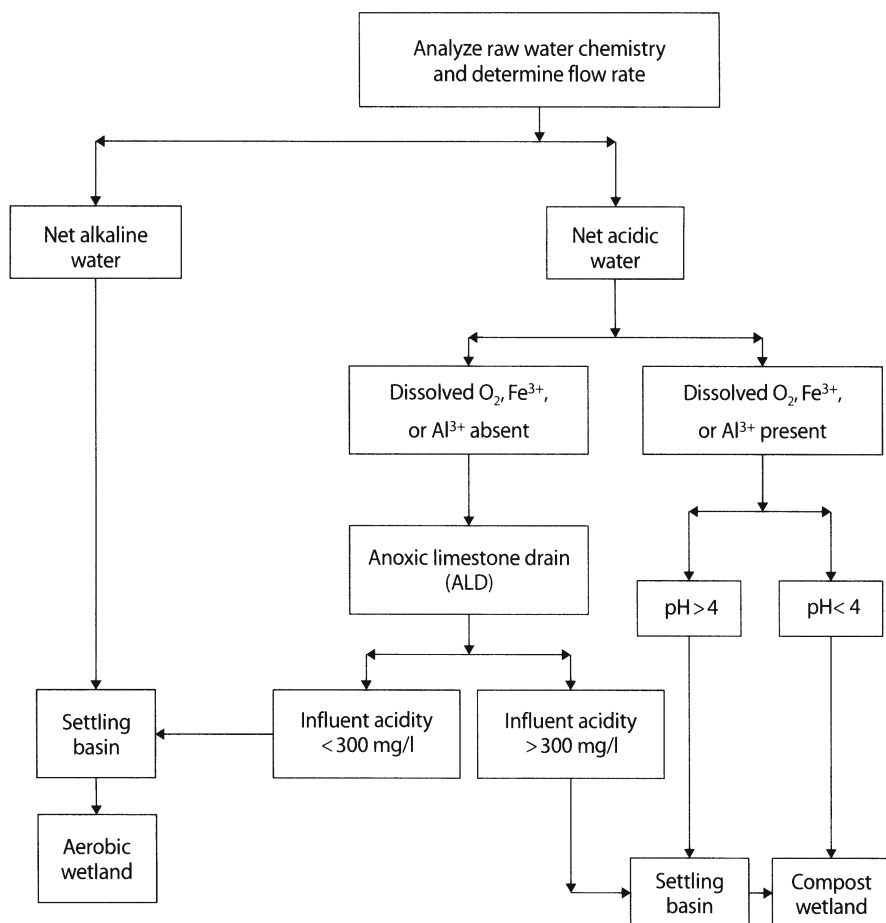 Analyze raw water chemistry
and determine flow rate
Net alkaline
water
Net acidic
water
Dissolved O₂, Fe³⁺,
or Al³⁺ absent
Dissolved O₂, Fe³⁺,
or Al³⁺ present
Anoxic limestone drain
(ALD)
pH > 4
pH < 4
Settling
basin
Influent acidity
< 300 mg/l
Influent acidity
> 300 mg/l
Aerobic
wetland
Settling
basin
Compost
wetland